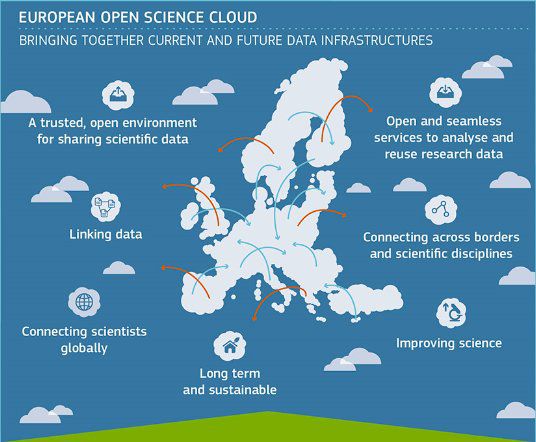 EUROPEAN OPEN SCIENCE CLOUD
BRINGING TOGETHER CURRENT AND FUTURE DATA INFRASTRUCTURES
A trusted, open environment
for sharing scientific data
Open and seamless
services to analyse and
reuse research data
Linking data
Connecting across borders
and scientific disciplines
Connecting scientists
globally
Improving science
Long term
and sustainable